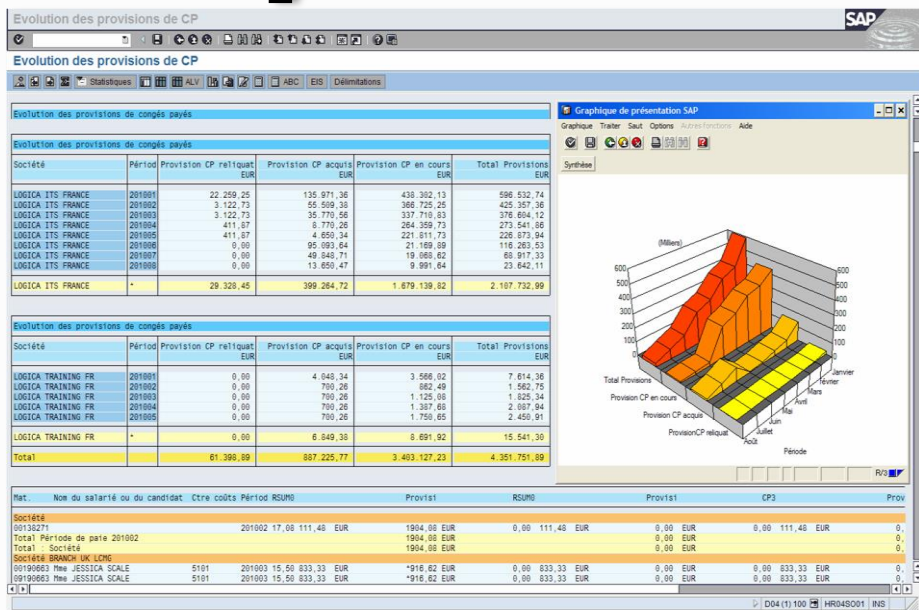 Evolution des provisions de CP
SAP
Evolution des provisions de CP
Statistiques ALV ABC EIS Délimitations
Evolution des provisions de congés payés
Evolution des provisions de congés payés
Société Périod Provision CP reliquat Provision CP acquis Provision CP en cours Total Provisions
EUR EUR EUR EUR
LOGICA ITS FRANCE 201001 22.259,25 135.971,36 438.302,13 596.532,74
LOGICA ITS FRANCE 201002 3.122,73 55.509,38 366.725,25 425.357,36
LOGICA ITS FRANCE 201003 3.122,73 35.770,56 337.710,83 376.604,12
LOGICA ITS FRANCE 201004 411,87 8.770,26 264.359,73 273.541,86
LOGICA ITS FRANCE 201005 411,87 4.650,34 221.811,73 226.873,94
LOGICA ITS FRANCE 201006 0,00 95.093,64 21.169,89 116.263,53
LOGICA ITS FRANCE 201007 0,00 49.848,71 19.068,62 68.917,33
LOGICA ITS FRANCE 201008 0,00 13.650,47 9.991,64 23.642,11
LOGICA ITS FRANCE * 29.328,45 399.264,72 1.679.139,82 2.107.732,99
Evolution des provisions de congés payés
Société Périod Provision CP reliquat Provision CP acquis Provision CP en cours Total Provisions
EUR EUR EUR EUR
LOGICA TRAINING FR 201001 0,00 4.048,34 3.566,02 7.614,36
LOGICA TRAINING FR 201002 0,00 700,26 862,49 1.562,75
LOGICA TRAINING FR 201003 0,00 700,26 1.125,08 1.825,34
LOGICA TRAINING FR 201004 0,00 700,26 1.387,68 2.087,94
LOGICA TRAINING FR 201005 0,00 700,26 1.750,65 2.450,91
LOGICA TRAINING FR * 0,00 6.849,38 8.691,92 15.541,30
Total 61.398,89 887.225,77 3.403.127,23 4.351.751,89
Graphique de présentation SAP
Graphique Traiter Saut Options Autres fonctions Aide
Synthèse
(Milliers)
600 600
500 500
400 400
300 300
200 200
100 100
0 0
Total Provisions
Provision CP en cours
Provision CP acquis
ProvisionCP reliquat
Janvier
février
Mars
Avril
Mai
Juin
Juillet
Août
Période
R/3
Mat. Nom du salarié ou du candidat Ctre coûts Périod RSUM0 Provisi RSUM0 Provisi CP3 Prov
Société
00138271 201002 17,08 111,48 EUR 1904,08 EUR 0,00 111,48 EUR 0,00 EUR 0,00 111,48 EUR 0,
Total Période de paie 201002 1904,08 EUR 0,00 EUR 0,
Total : Société 1904,08 EUR 0,00 EUR 0,
Société BRANCH UK LCMG
00190663 Mme JESSICA SCALE 5101 201003 15,50 833,33 EUR *916,62 EUR 0,00 833,33 EUR 0,00 EUR 0,00 833,33 EUR 0,
09190663 Mme JESSICA SCALE 5101 201003 15,50 833,33 EUR *916,62 EUR 0,00 833,33 EUR 0,00 EUR 0,00 833,33 EUR 0,
D04 (1) 100 HR04SO01 INS